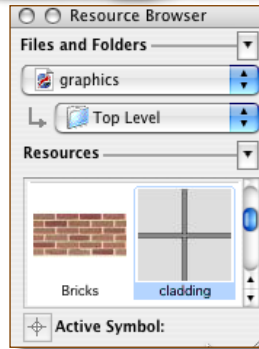 Resource Browser
Files and Folders
graphics
Top Level
Resources
Bricks cladding
Active Symbol: